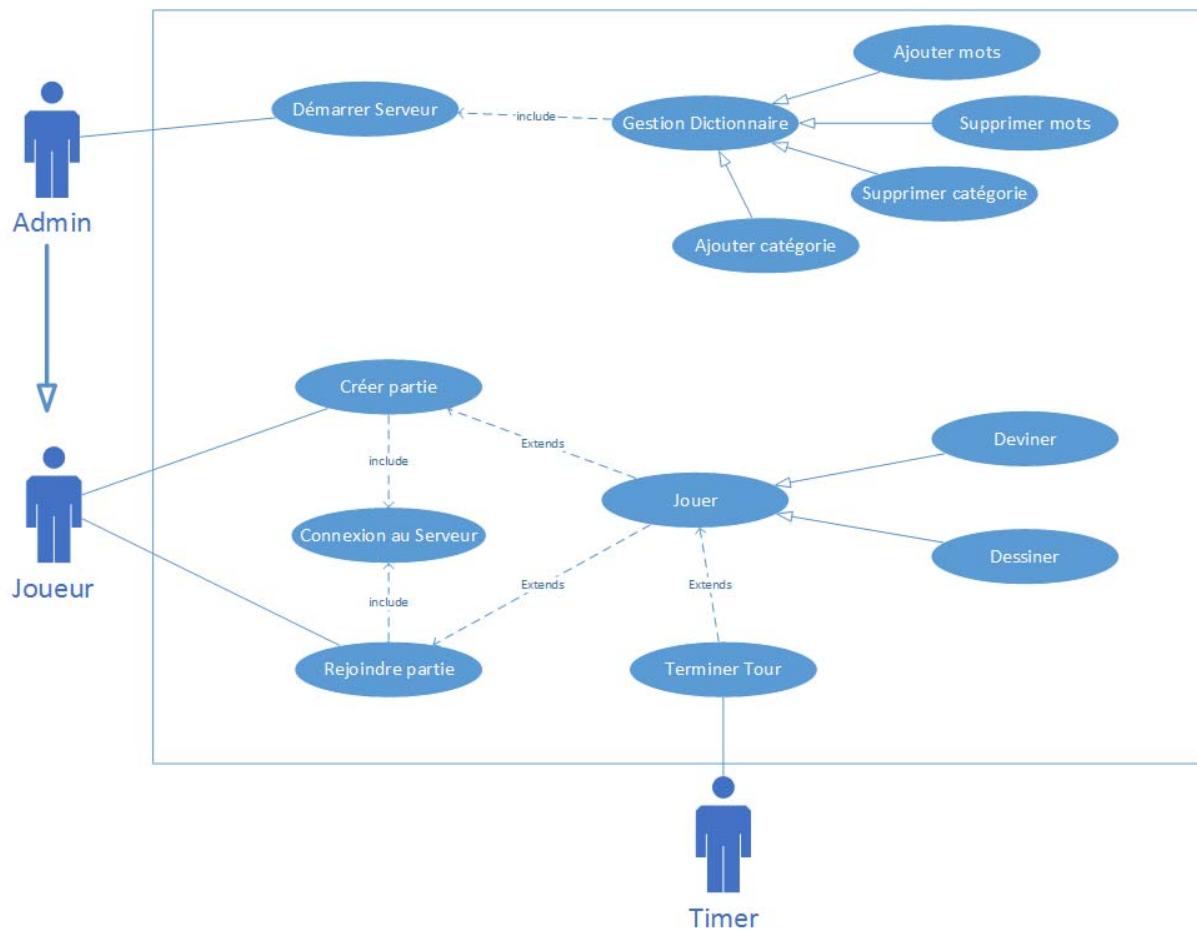 Ajouter mots
Démarrer Serveur
include
Gestion Dictionnaire
Supprimer mots
Supprimer catégorie
Admin
Ajouter catégorie
Créer partie
Extends
Deviner
include
Jouer
Connexion au Serveur
Dessiner
Joueur
include
Extends
Extends
Rejoindre partie
Terminer Tour
Timer